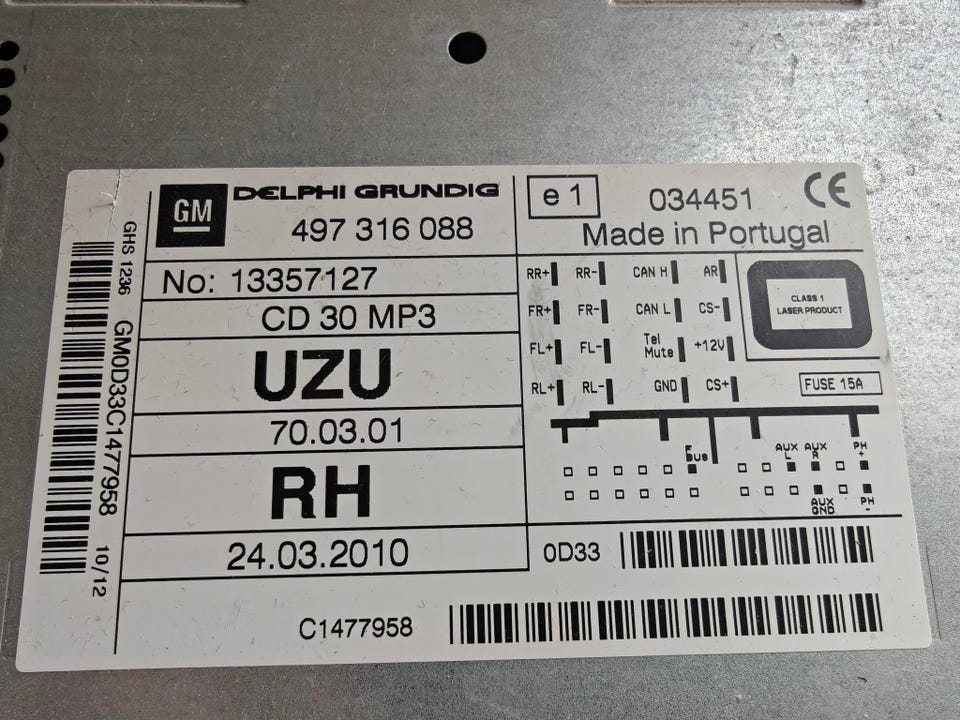 GHS 1236 GM0D33C1477958 10/12
GM DELPHI GRUNDIG
497 316 088
No: 13357127
CD 30 MP3
UZU
70.03.01
RH
24.03.2010
e 1 034451 CE
Made in Portugal
RR+ RR- CAN H AR
FR+ FR- CAN L CS-
FL+ FL- Tel Mute +12V
RL+ RL- GND CS+
CLASS 1
LASER PRODUCT
FUSE 15A
F BUS AUX L AUX R PH +
AUX GND PH -
0D33
C1477958